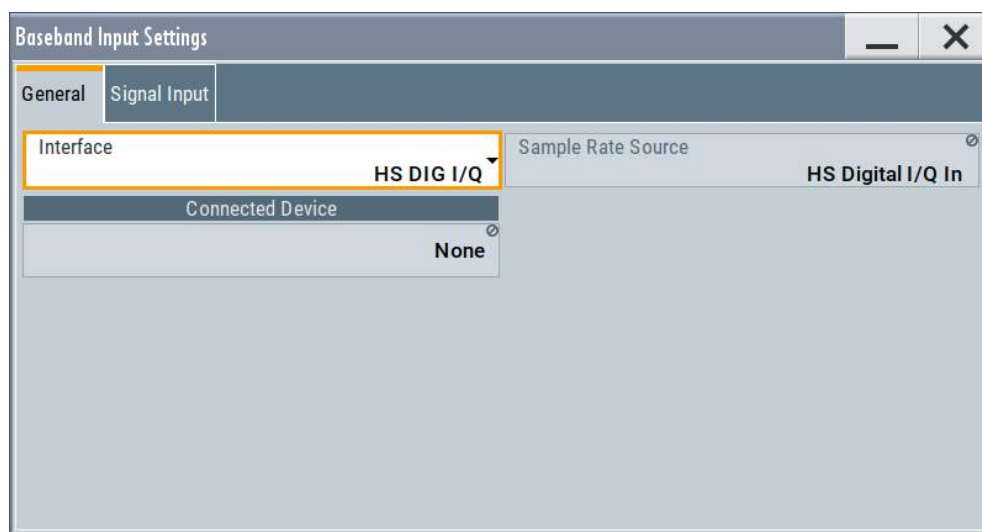 Baseband Input Settings
General Signal Input
Interface
HS DIG I/Q
Sample Rate Source
HS Digital I/Q In
Connected Device
None